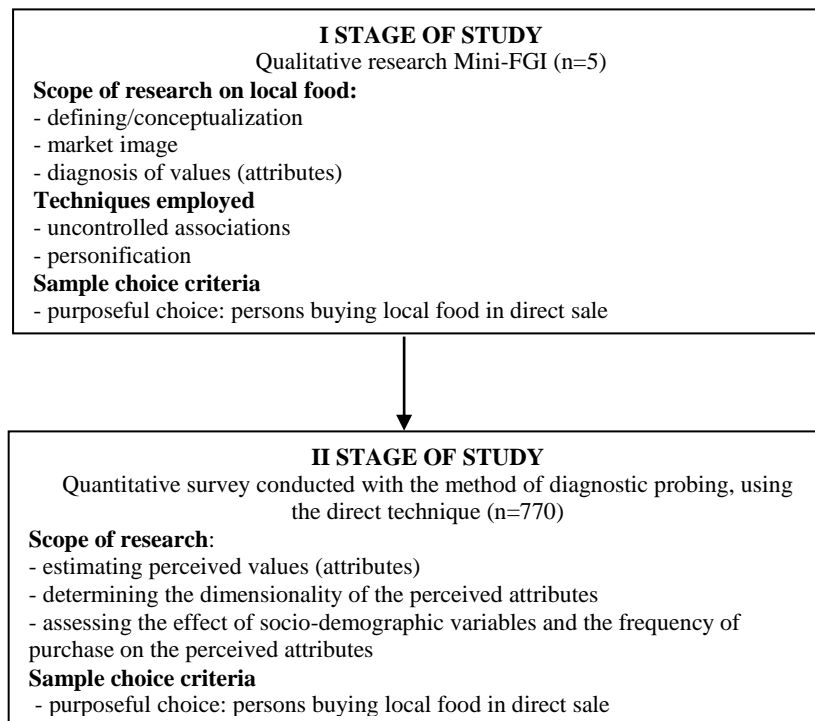 I STAGE OF STUDY
Qualitative research Mini-FGI (n=5)
Scope of research on local food:
- defining/conceptualization
- market image
- diagnosis of values (attributes)
Techniques employed
- uncontrolled associations
- personification
Sample choice criteria
- purposeful choice: persons buying local food in direct sale
II STAGE OF STUDY
Quantitative survey conducted with the method of diagnostic probing, using
the direct technique (n=770)
Scope of research:
- estimating perceived values (attributes)
- determining the dimensionality of the perceived attributes
- assessing the effect of socio-demographic variables and the frequency of
purchase on the perceived attributes
Sample choice criteria
- purposeful choice: persons buying local food in direct sale